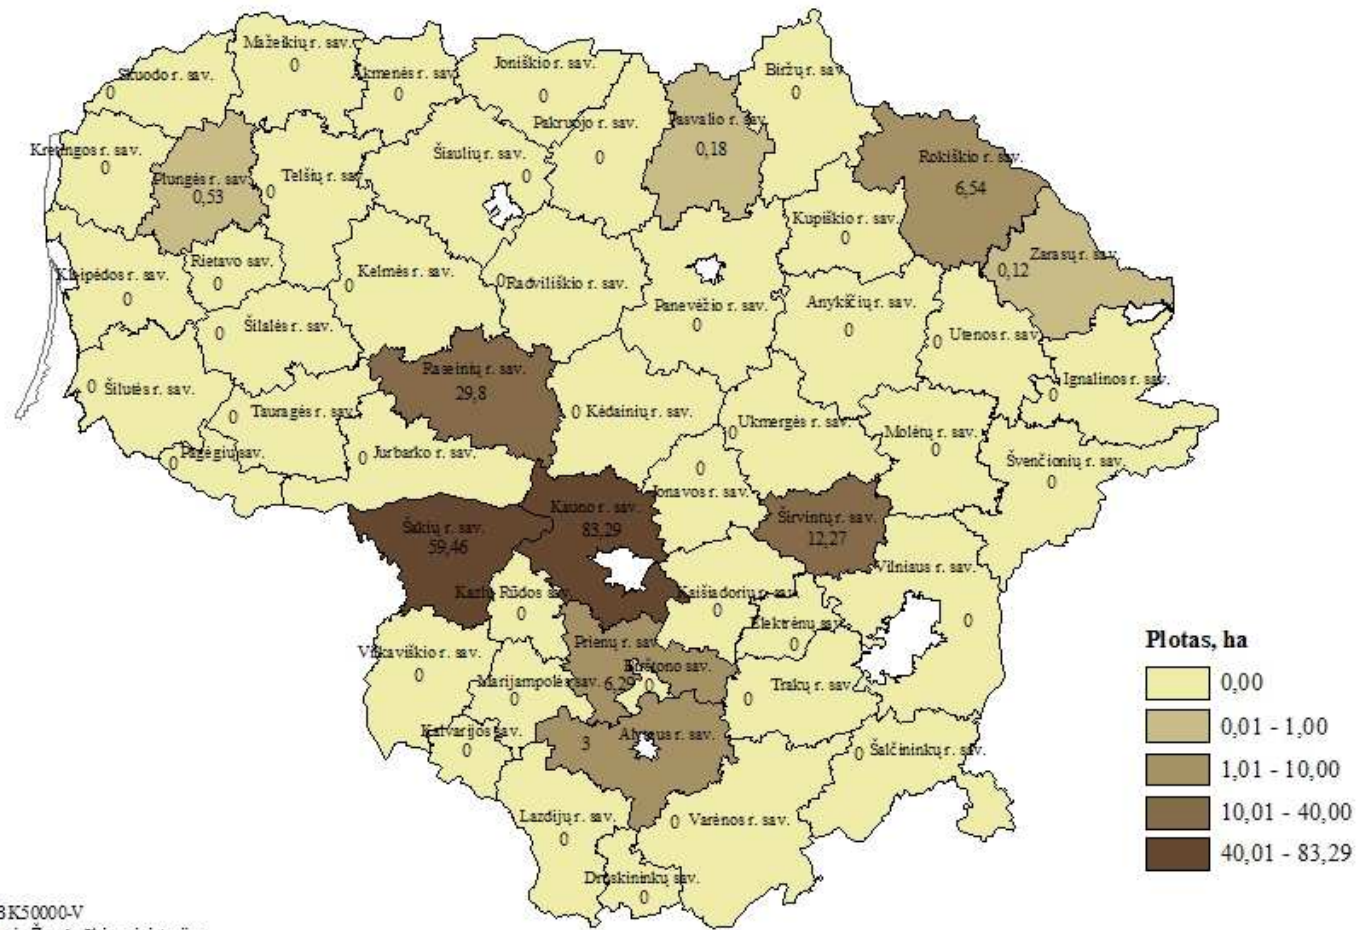 Mažeikių r. sav.
0
Skuodo r. sav.
0
Akmenės r. sav.
0
Joniškio r. sav.
0
Biržų r. sav.
0
Kretingos r. sav.
0
Plungės r. sav.
0,53
Telšių r. sav.
0
Šiaulių r. sav.
0
Pakruojo r. sav.
0
Pasvalio r. sav.
0,18
Rokiškio r. sav.
6,54
Kupiškio r. sav.
0
Zarasų r. sav.
0,12
Klaipėdos r. sav.
0
Rietavo sav.
0
Kelmės r. sav.
0
Radviliškio r. sav.
0
Panevėžio r. sav.
0
Anykščių r. sav.
0
Utenos r. sav.
0
Ignalinos r. sav.
0
Šilalės r. sav.
0
Šilutės r. sav.
0
Tauragės r. sav.
0
Raseinių r. sav.
29,8
Kėdainių r. sav.
0
Ukmergės r. sav.
0
Molėtų r. sav.
0
Švenčionių r. sav.
0
Pagėgių sav.
0
Jurbarko r. sav.
0
0
Jonavos r. sav.
Šakių r. sav.
59,46
Kauno r. sav.
83,29
Širvintų r. sav.
12,27
Vilniaus r. sav.
0
Kazlų Rūdos sav.
0
Kaišiadorių r. sav.
0
Elektrėnų sav.
0
Vilkaviškio r. sav.
0
Marijampolės sav.
0
Prienų r. sav.
6,29
Birštono sav.
0
Trakų r. sav.
0
Kalvarijos sav.
0
Alytaus r. sav.
3
Šalčininkų r. sav.
0
Lazdijų r. sav.
0
Varėnos r. sav.
0
Druskininkų sav.
0
Plotas, ha
0,00
0,01 - 1,00
1,01 - 10,00
10,01 - 40,00
40,01 - 83,29
BK50000-V